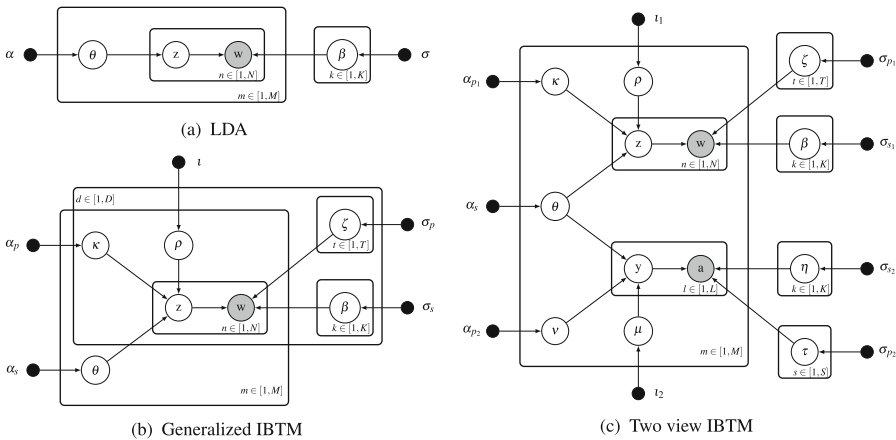 α θ z w β σ
n ∈ [1, N] k ∈ [1, K]
m ∈ [1, M]
(a) LDA
ι
d ∈ [1, D]
α_p κ ρ ζ σ_p
t ∈ [1, T]
z w β σ_s
n ∈ [1, N] k ∈ [1, K]
α_s θ
m ∈ [1, M]
(b) Generalized IBTM
ι_1
α_{p_1} κ ρ ζ σ_{p_1}
t ∈ [1, T]
z w β σ_{s_1}
n ∈ [1, N] k ∈ [1, K]
α_s θ
y a η σ_{s_2}
l ∈ [1, L] k ∈ [1, K]
α_{p_2} ν μ τ σ_{p_2}
m ∈ [1, M] s ∈ [1, S]
ι_2
(c) Two view IBTM